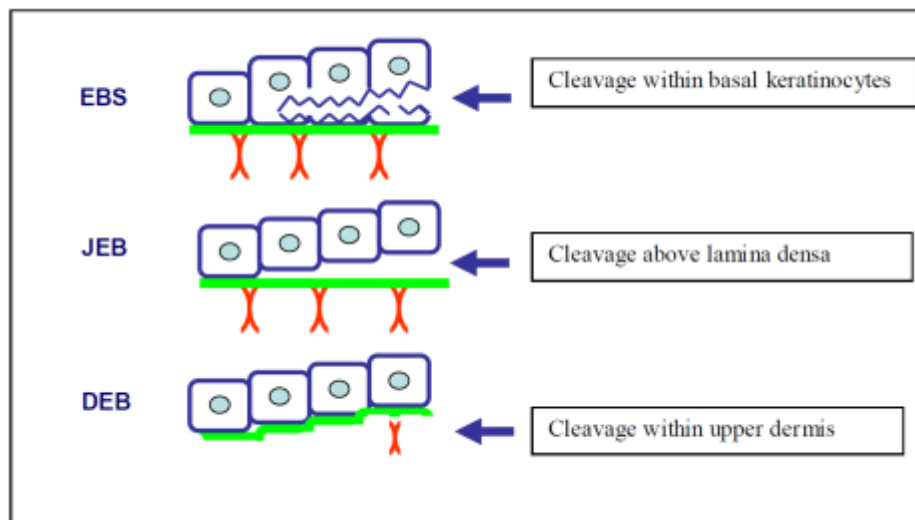 EBS
Cleavage within basal keratinocytes
JEB
Cleavage above lamina densa
DEB
Cleavage within upper dermis